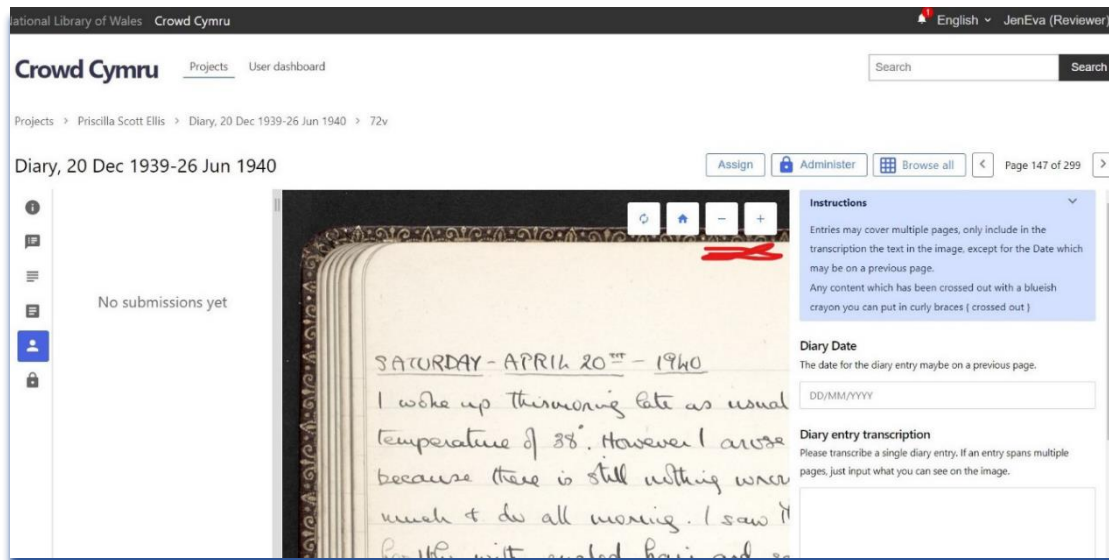 National Library of Wales Crowd Cymru
1 English JenEva (Reviewer)
Crowd Cymru Projects User dashboard Search Search
Projects > Priscilla Scott Ellis > Diary, 20 Dec 1939-26 Jun 1940 > 72v
Diary, 20 Dec 1939-26 Jun 1940
Assign Administer Browse all < Page 147 of 299 >
No submissions yet
SATURDAY - APRIL 20TH - 1940
I woke up this morning late as usual
temperature of 38°. However I arose
because there is still nothing
much to do all morning. I saw
with hair and
Instructions
Entries may cover multiple pages, only include in the
transcription the text in the image, except for the Date which
may be on a previous page.
Any content which has been crossed out with a blueish
crayon you can put in curly braces { crossed out }
Diary Date
The date for the diary entry maybe on a previous page.
DD/MM/YYYY
Diary entry transcription
Please transcribe a single diary entry. If an entry spans multiple
pages, just input what you can see on the image.